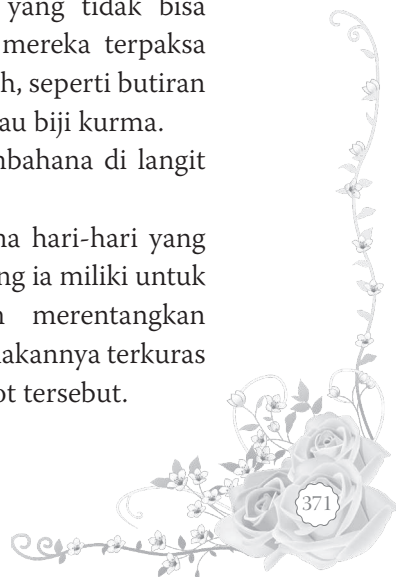 yang tidak bisa
mereka terpaksa
h, seperti butiran
au biji kurma.
bahana di langit
na hari-hari yang
ng ia miliki untuk
merentangkan
akannya terkuras
ot tersebut.
371